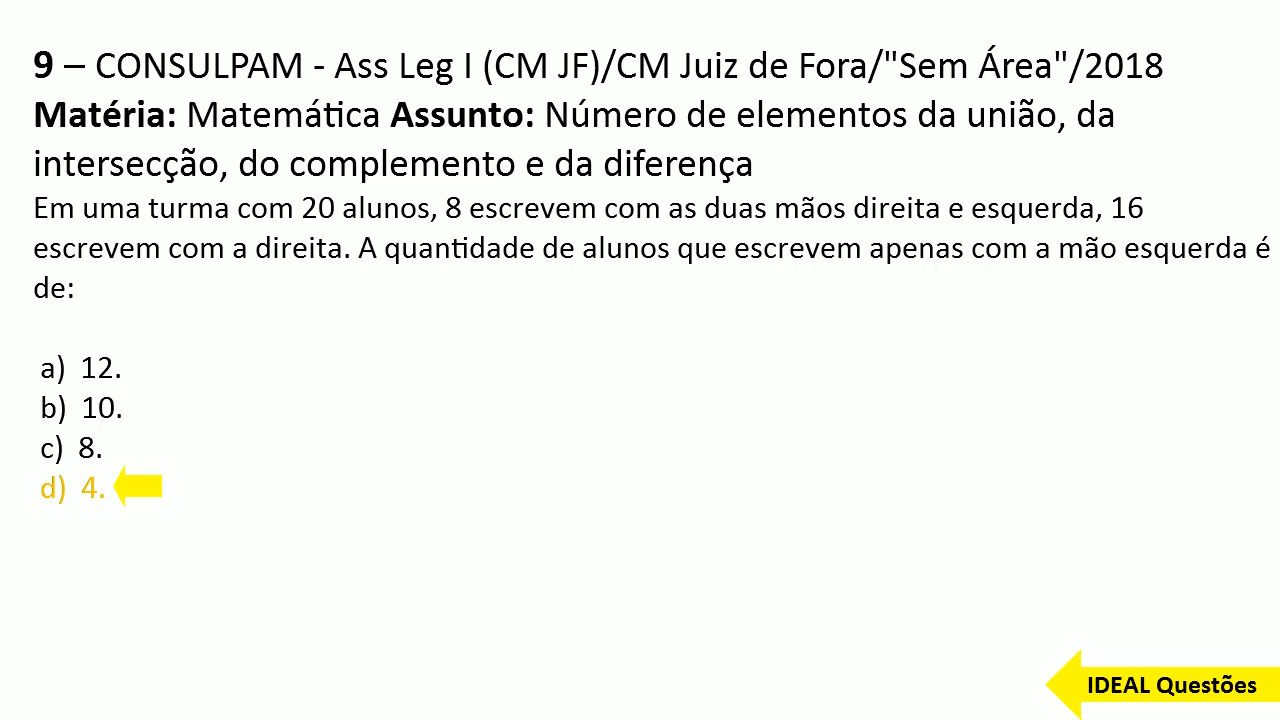 9 – CONSULPAM - Ass Leg I (CM JF)/CM Juiz de Fora/"Sem Área"/2018
Matéria: Matemática Assunto: Número de elementos da união, da
intersecção, do complemento e da diferença
Em uma turma com 20 alunos, 8 escrevem com as duas mãos direita e esquerda, 16
escrevem com a direita. A quantidade de alunos que escrevem apenas com a mão esquerda é
de:
a) 12.
b) 10.
c) 8.
d) 4.
IDEAL Questões